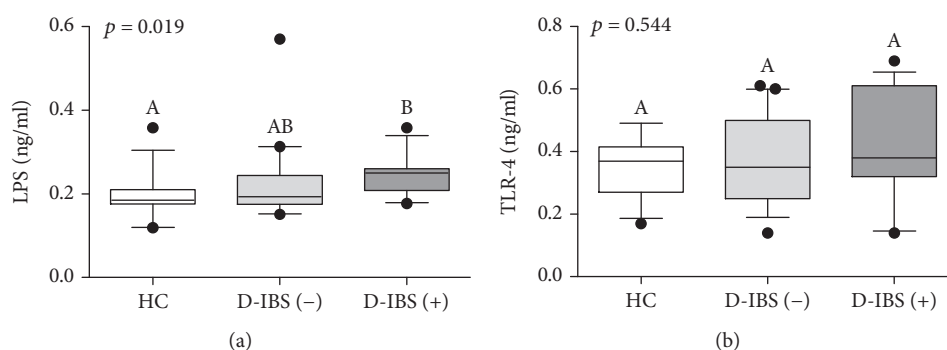 p = 0.019
LPS (ng/ml)
0.6
0.4
0.2
0.0
A
AB
B
HC
D-IBS (−)
D-IBS (+)
(a)
p = 0.544
TLR-4 (ng/ml)
0.8
0.6
0.4
0.2
0.0
A
A
A
HC
D-IBS (−)
D-IBS (+)
(b)